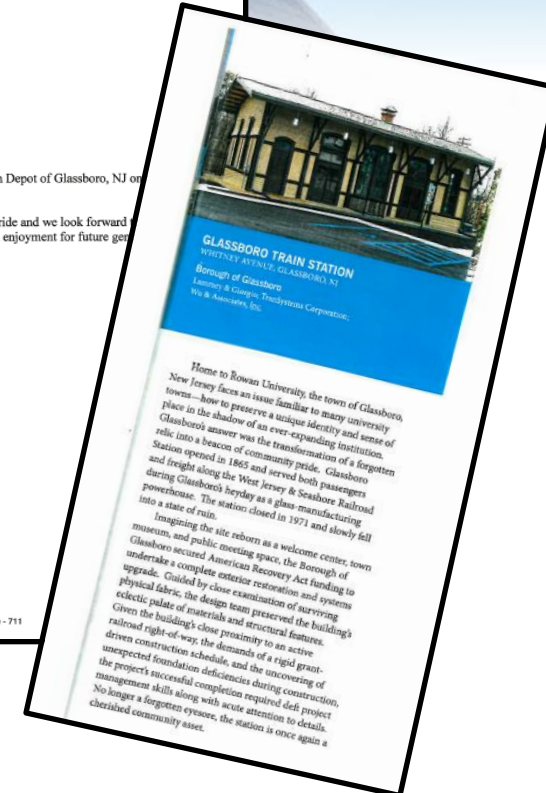 Depot of Glassboro, NJ on
ride and we look forward
enjoyment for future gen
- 711
GLASSBORO TRAIN STATION
WHITNEY AVENUE, GLASSBORO, NJ
Borough of Glassboro
Lammey & Giorgio; TranSystems Corporation;
Wu & Associates, Inc.
Home to Rowan University, the town of Glassboro,
New Jersey faces an issue familiar to many university
towns—how to preserve a unique identity and sense of
place in the shadow of an ever-expanding institution.
Glassboro's answer was the transformation of a forgotten
relic into a beacon of community pride. Glassboro
Station opened in 1865 and served both passengers
and freight along the West Jersey & Seashore Railroad
during Glassboro's heyday as a glass-manufacturing
powerhouse. The station closed in 1971 and slowly fell
into a state of ruin.
Imagining the site reborn as a welcome center, town
museum, and public meeting space, the Borough of
Glassboro secured American Recovery Act funding to
undertake a complete exterior restoration and systems
upgrade. Guided by close examination of surviving
physical fabric, the design team preserved the building's
eclectic palate of materials and structural features.
Given the building's close proximity to an active
railroad right-of-way, the demands of a rigid grant-
driven construction schedule, and the uncovering of
unexpected foundation deficiencies during construction,
the project's successful completion required deft project
management skills along with acute attention to details.
No longer a forgotten eyesore, the station is once again a
cherished community asset.